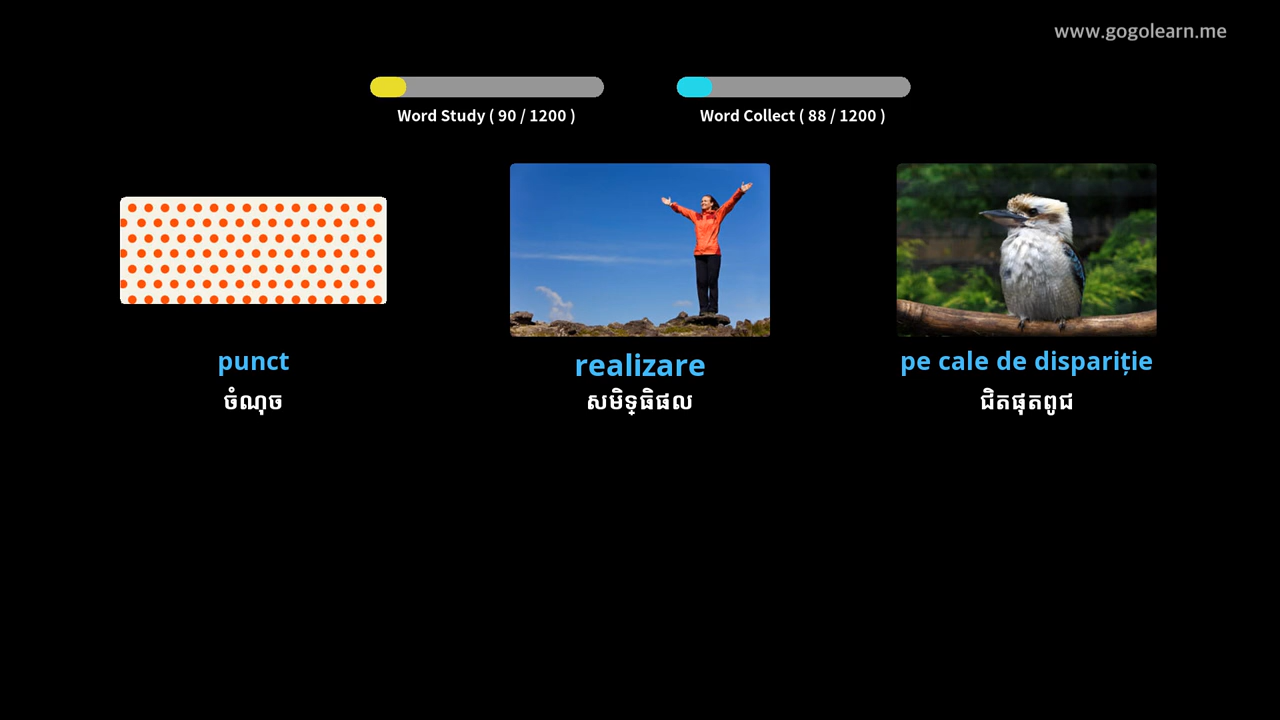 www.gogolearn.me
Word Study ( 90 / 1200 )
Word Collect ( 88 / 1200 )
punct
realizare
pe cale de dispariție
ចំណុច
សមិទ្ធិផល
ជិតផុតពូជ